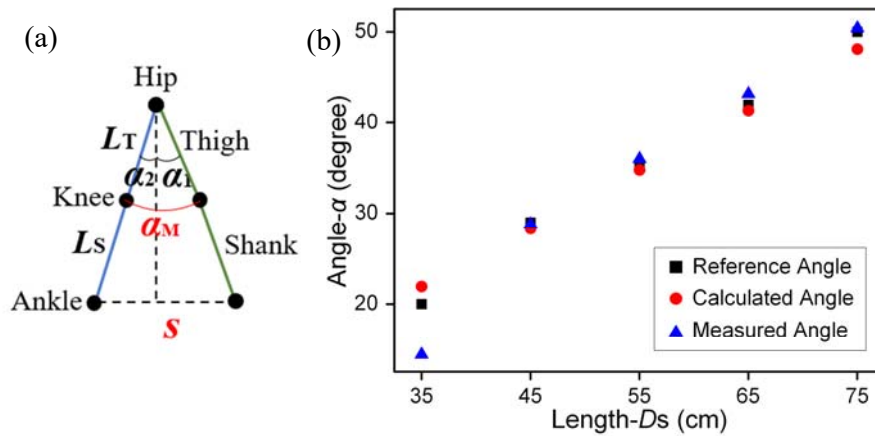 (a)
Hip
LT
Thigh
α2
α1
Knee
αM
LS
Shank
Ankle
s
(b)
Angle-α (degree)
50
40
30
20
35
45
55
65
75
Length-Ds (cm)
Reference Angle
Calculated Angle
Measured Angle